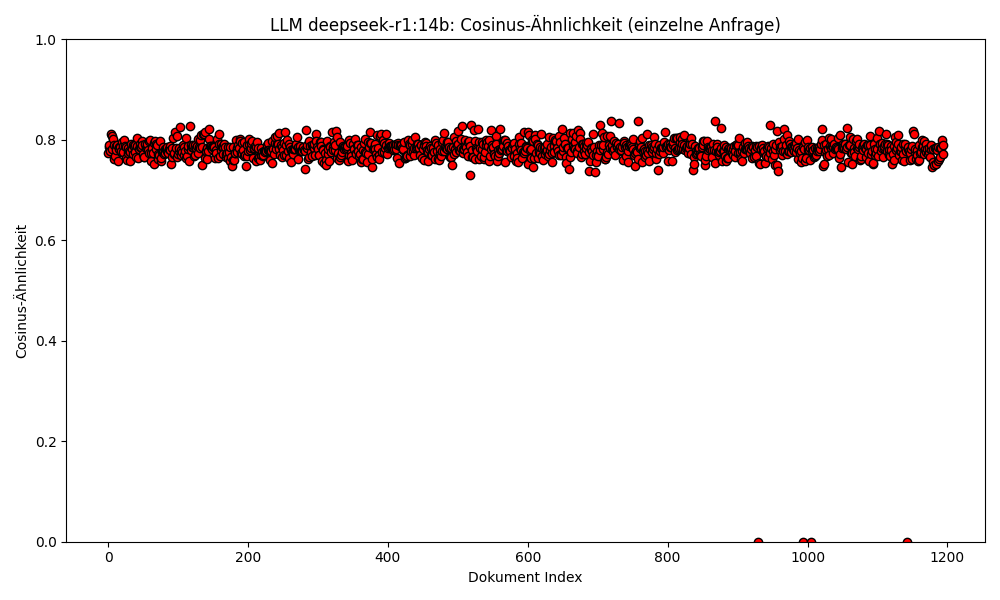 LLM deepseek-r1:14b: Cosinus-Ähnlichkeit (einzelne Anfrage)
1.0
0.8
0.6
0.4
0.2
0.0
Cosinus-Ähnlichkeit
0 200 400 600 800 1000 1200
Dokument Index